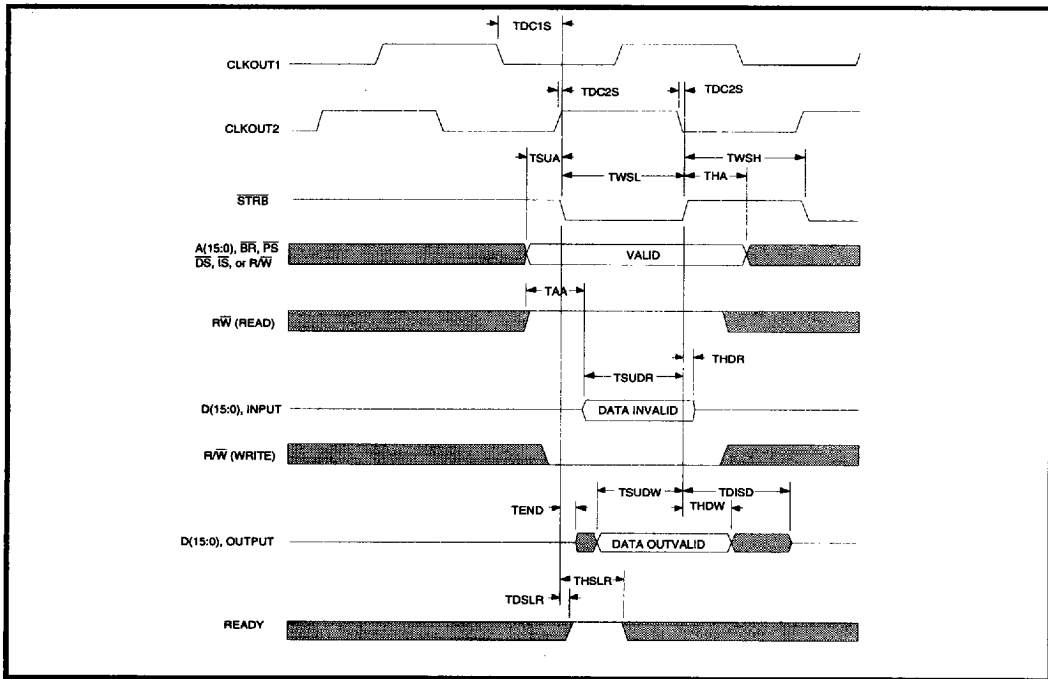 TDC1S
CLKOUT1
TDC2S TDC2S
CLKOUT2
TSUA TWSH
TWSL THA
STRB
A(15:0), BR, PS
DS, IS, or R/W
VALID
TAA
RW (READ)
THDR
TSUDR
D(15:0), INPUT
DATA INVALID
R/W (WRITE)
TSUDW TDISD
TEND THDW
D(15:0), OUTPUT
DATA OUTVALID
THSLR
TDSLR
READY